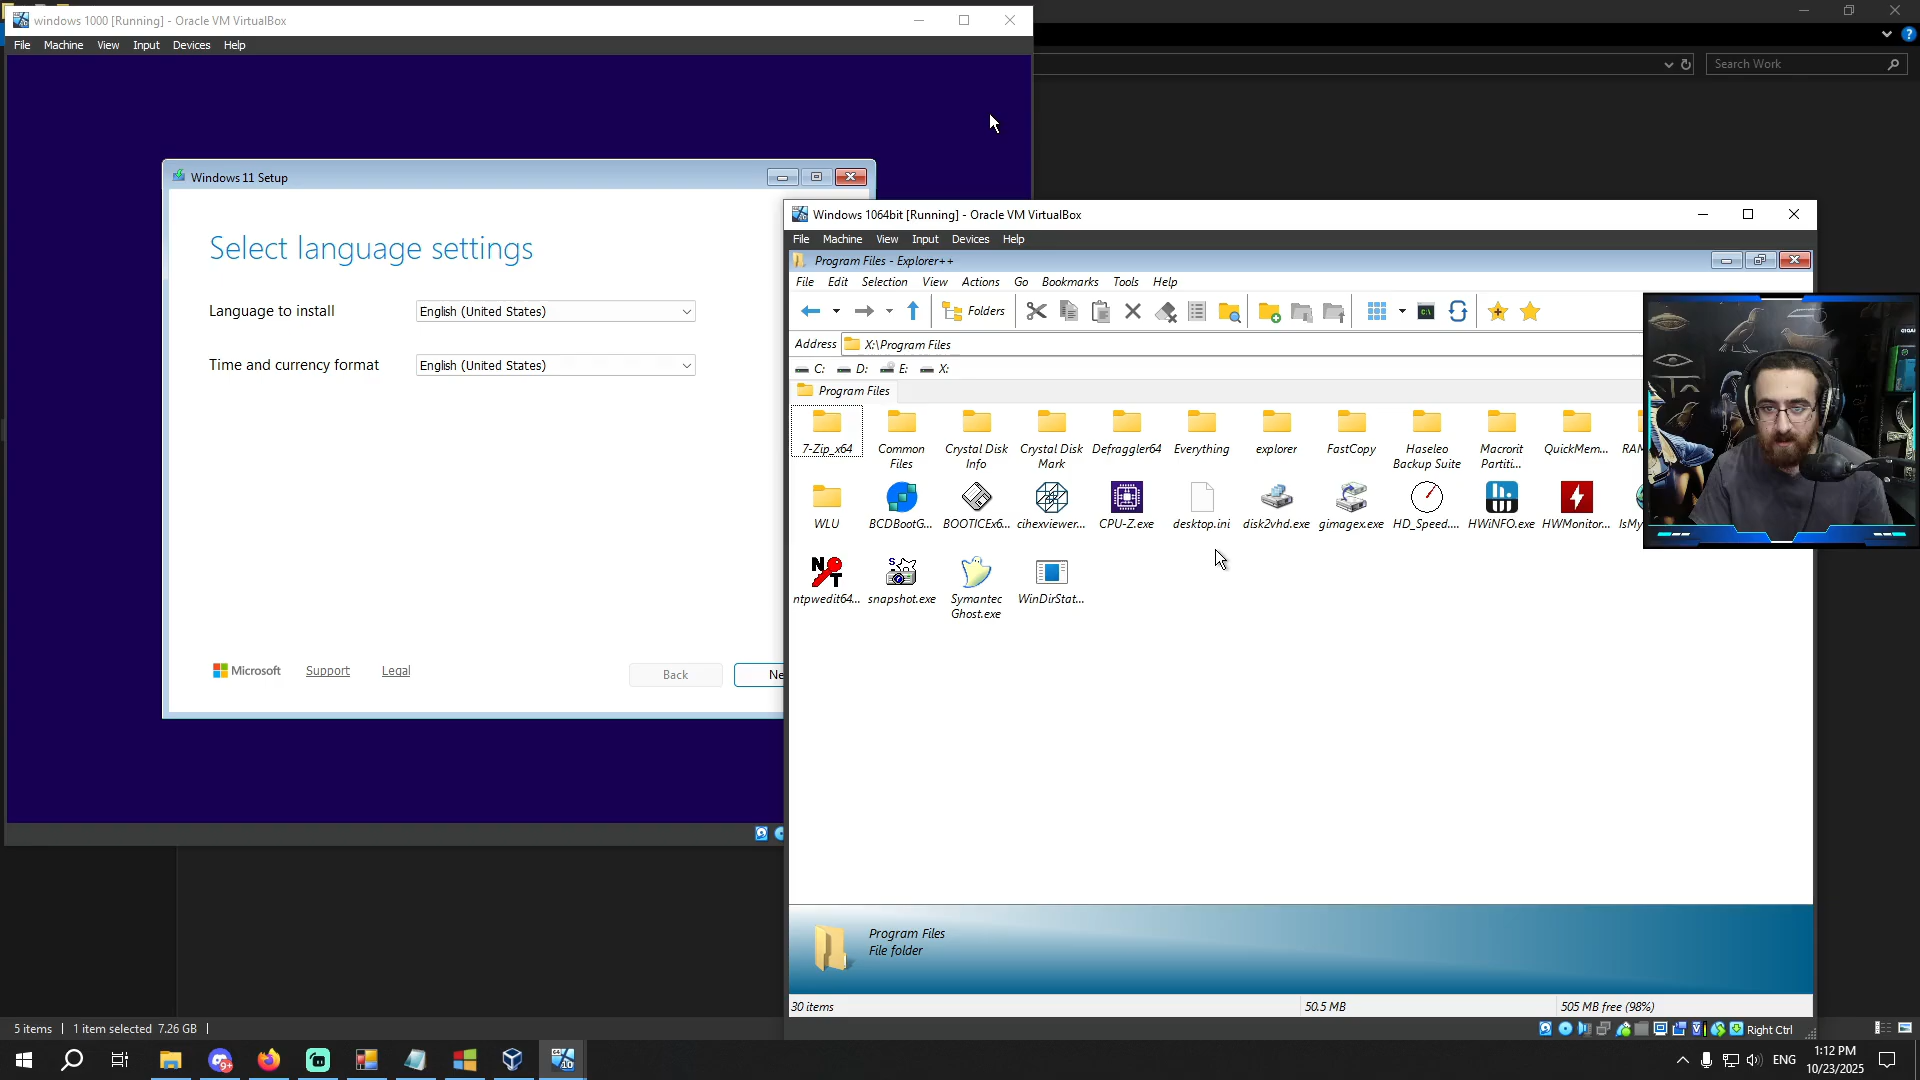 windows 1000 [Running] - Oracle VM VirtualBox
File Machine View Input Devices Help
Search Work
Windows 11 Setup
Select language settings
Language to install
English (United States)
Time and currency format
English (United States)
Microsoft
Support
Legal
Back
Ne
Windows 1064bit [Running] - Oracle VM VirtualBox
File Machine View Input Devices Help
Program Files - Explorer++
File Edit Selection View Actions Go Bookmarks Tools Help
Folders
Address
X:\Program Files
C: D: E: X:
Program Files
7-Zip_x64
Common Files
Crystal Disk Info
Crystal Disk Mark
Defraggler64
Everything
explorer
FastCopy
Haseleo Backup Suite
Macrorit Partiti...
QuickMem...
RAM
WLU
BCDBootG...
BOOTICEx6...
cihexviewer...
CPU-Z.exe
desktop.ini
disk2vhd.exe
gimagex.exe
HD_Speed....
HWiNFO.exe
HWMonitor...
IsMy
ntpwedit64...
snapshot.exe
Symantec Ghost.exe
WinDirStat...
Program Files
File folder
30 items
50.5 MB
505 MB free (98%)
Right Ctrl
5 items
1 item selected 7.26 GB
ENG
1:12 PM
10/23/2025